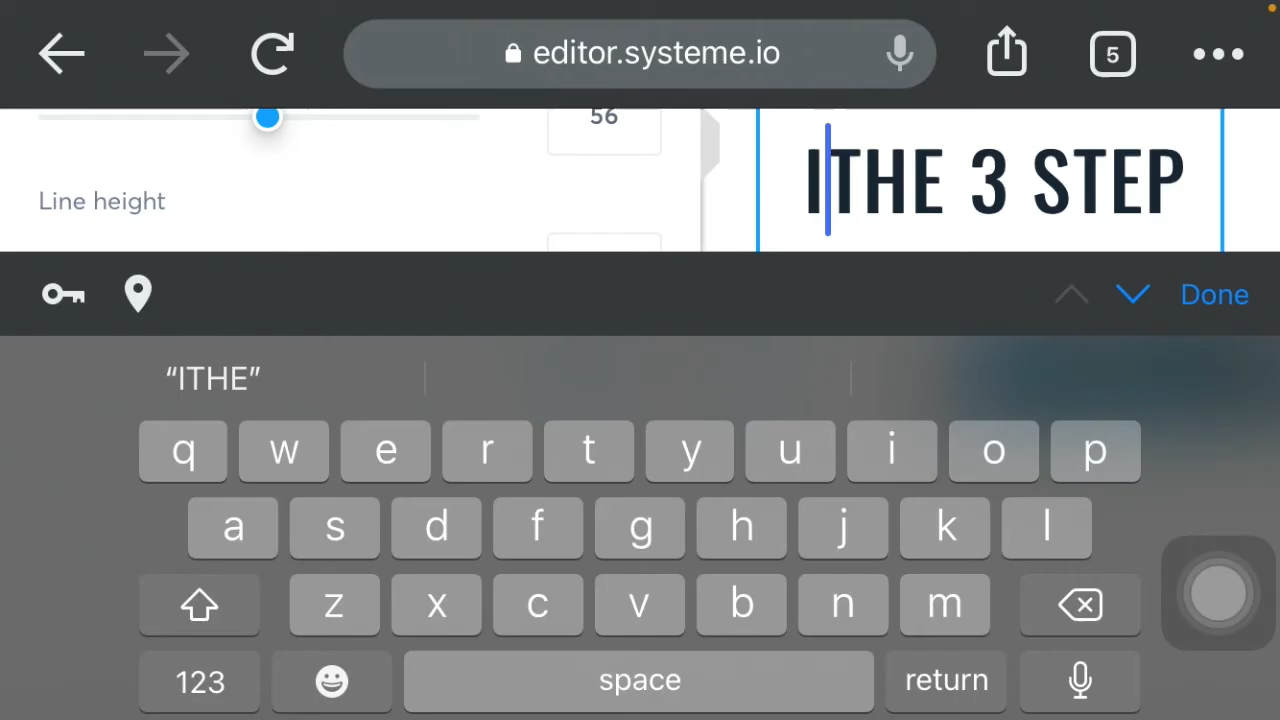 editor.systeme.io
5
56
Line height
ITHE 3 STEP
Done
“ITHE”
q w e r t y u i o p
a s d f g h j k l
z x c v b n m
123 space return